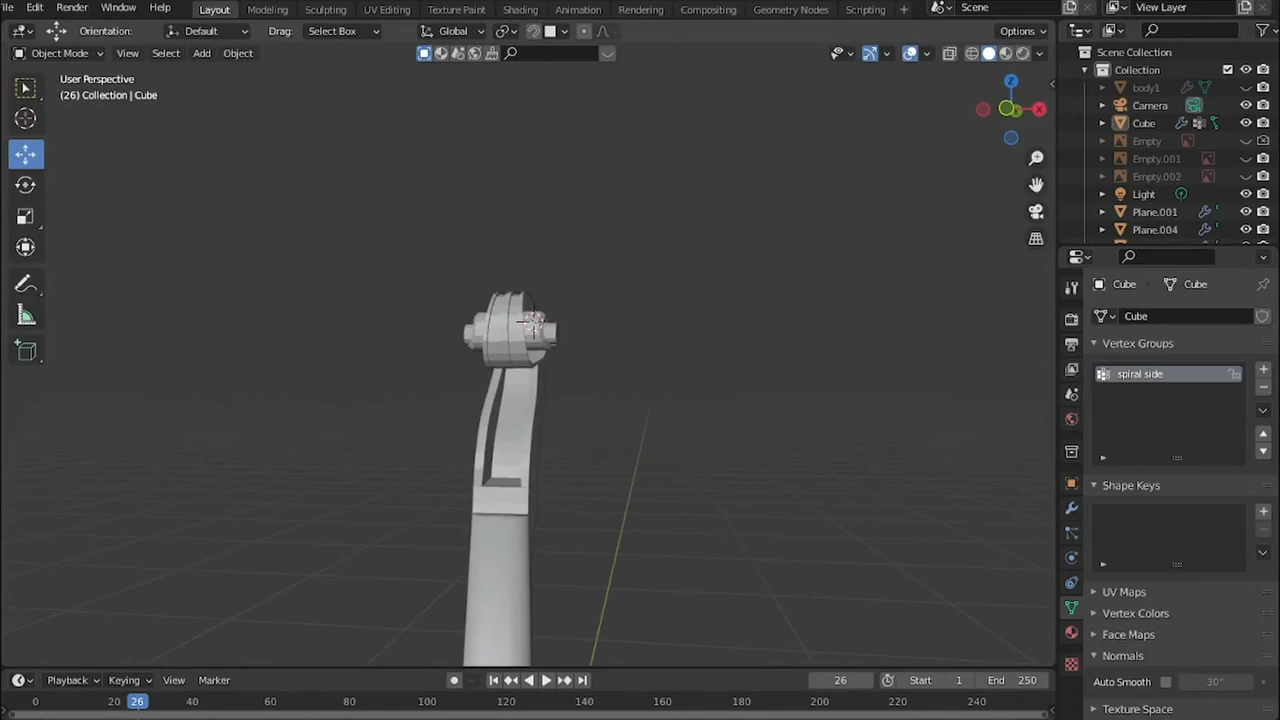 ile Edit Render Window Help Layout Modeling Sculpting UV Editing Texture Paint Shading Animation Rendering Compositing Geometry Nodes Scripting + Scene View Layer
Orientation: Default Drag: Select Box Global Options
Object Mode View Select Add Object
User Perspective
(26) Collection | Cube
Z
X
Y
Scene Collection
Collection
body1
Camera
Cube
Empty
Empty.001
Empty.002
Light
Plane.001
Plane.004
Cube Cube
Cube
Vertex Groups
spiral side
Shape Keys
UV Maps
Vertex Colors
Face Maps
Normals
Auto Smooth 30°
Texture Space
Playback Keying View Marker 26 Start 1 End 250
0 20 26 40 60 80 100 120 140 160 180 200 220 240